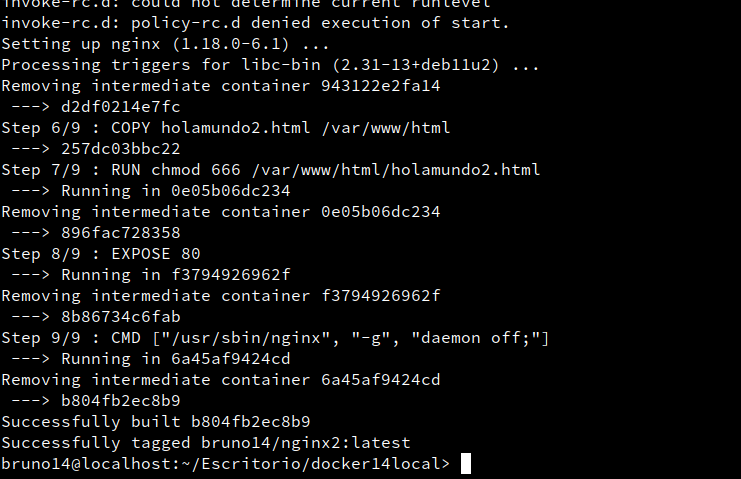 invoke-rc.d: could not determine current runlevel
invoke-rc.d: policy-rc.d denied execution of start.
Setting up nginx (1.18.0-6.1) ...
Processing triggers for libc-bin (2.31-13+deb11u2) ...
Removing intermediate container 943122e2fa14
 ---> d2df0214e7fc
Step 6/9 : COPY holamundo2.html /var/www/html
 ---> 257dc03bbc22
Step 7/9 : RUN chmod 666 /var/www/html/holamundo2.html
 ---> Running in 0e05b06dc234
Removing intermediate container 0e05b06dc234
 ---> 896fac728358
Step 8/9 : EXPOSE 80
 ---> Running in f3794926962f
Removing intermediate container f3794926962f
 ---> 8b86734c6fab
Step 9/9 : CMD ["/usr/sbin/nginx", "-g", "daemon off;"]
 ---> Running in 6a45af9424cd
Removing intermediate container 6a45af9424cd
 ---> b804fb2ec8b9
Successfully built b804fb2ec8b9
Successfully tagged bruno14/nginx2:latest
bruno14@localhost:~/Escritorio/docker14local>